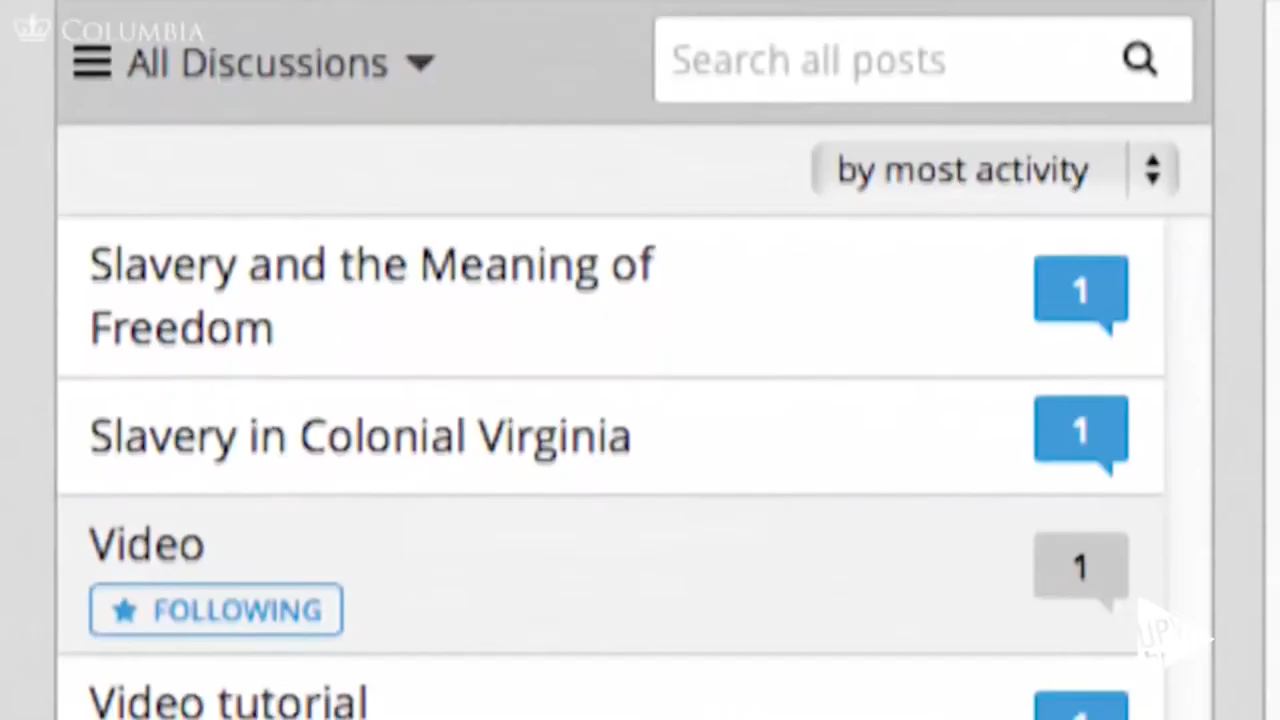 COLUMBIA
All Discussions
Search all posts
by most activity
Slavery and the Meaning of
Freedom
1
Slavery in Colonial Virginia
1
Video
1
FOLLOWING
Video tutorial